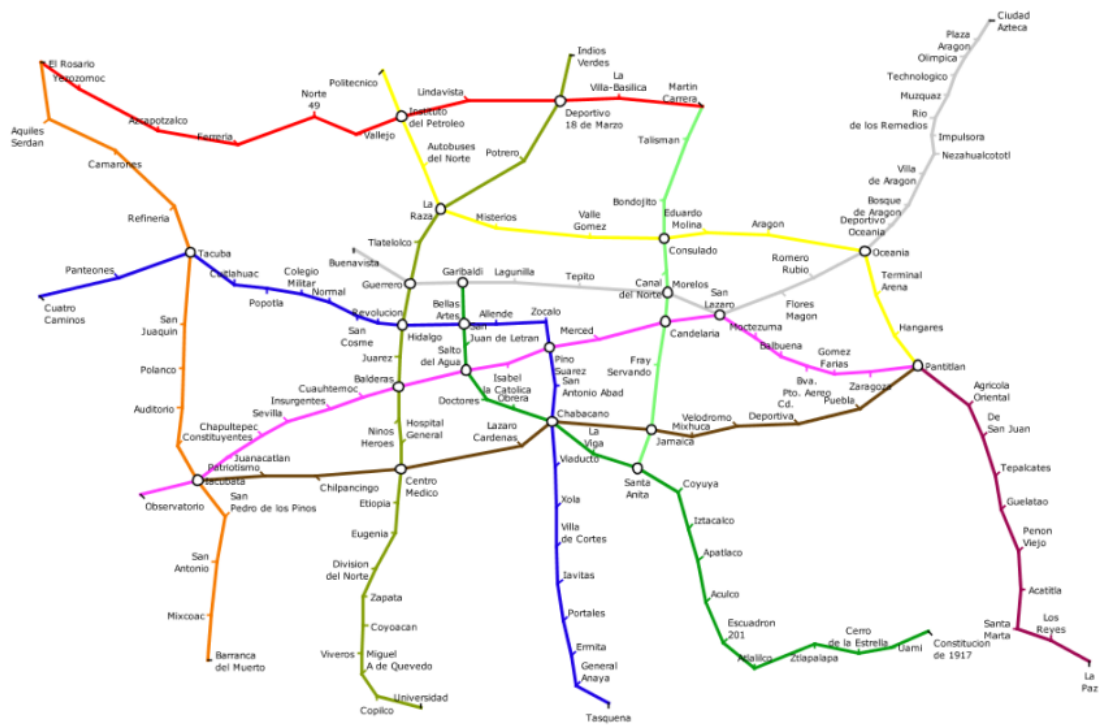 Ciudad
Azteca
Plaza
Aragon
Olimpica
Technologico
Muzquaz
Rio
de los Remedios
Impulsora
Nezahualcototl
Villa
de Aragon
Bosque
de Aragon
Deportivo
Oceania
Oceania
Romero
Rubio
Flores
Magon
San
Lazaro
Morelos
Tepito
Lagunilla
Garibaldi
Guerrero
Buenavista
El Rosario
Yerozomoc
Azrapotzalco
Ferreria
Norte
49
Vallejo
Instituto
del Petroleo
Lindavista
Deportivo
18 de Marzo
La
Villa-Basilica
Martin
Carrera
Politecnico
Autobuses
del Norte
La
Raza
Misterios
Valle
Gomez
Consulado
Eduardo
Molina
Aragon
Terminal
Arena
Hangares
Pantitlan
Indios
Verdes
Potrero
Tlatelolco
Hidalgo
Juarez
Balderas
Ninos
Heroes
Hospital
General
Centro
Medico
Etiopia
Eugenia
Division
del Norte
Zapata
Coyoacan
Viveros
Miguel
A de Quevedo
Copilco
Universidad
Talisman
Bondojito
Canal
del Norte
Candelaria
Fray
Servando
Jamaica
Santa
Anita
Aquiles
Serdan
Camarones
Refineria
Tacuba
San
Juaquin
Polanco
Auditorio
Constituyentes
Tacubata
San
Pedro de los Pinos
San
Antonio
Mixcoac
Barranca
del Muerto
Cuatro
Caminos
Panteones
Cuitlahuac
Popotla
Colegio
Militar
Normal
San
Cosme
Revolucion
Bellas
Artes
Allende
Zocalo
Pino
Suarez
San
Antonio Abad
Chabacano
Viaducto
Xola
Villa
de Cortes
Iavitas
Portales
Ermita
General
Anaya
Tasquena
San
Juan de Letran
Salto
del Agua
Doctores
Obrera
La
Viga
Coyuya
Iztacalco
Apatlaco
Aculco
Escuadron
201
Atlalilco
Ztlapalapa
Cerro
de la Estrella
Uami
Constitucion
de 1917
Observatorio
Juanacatlan
Chapultepec
Sevilla
Insurgentes
Cuauhtemoc
Isabel
la Catolica
Merced
Moctezuma
Balbuena
Bva.
Pto. Aereo
Gomez
Farias
Zaragoza
Patriotismo
Chilpancingo
Lazaro
Cardenas
Mixhuca
Velodromo
Cd.
Deportiva
Puebla
Agricola
Oriental
De
San Juan
Tepalcates
Guelatao
Penon
Viejo
Acatitla
Santa
Marta
Los
Reyes
La
Paz